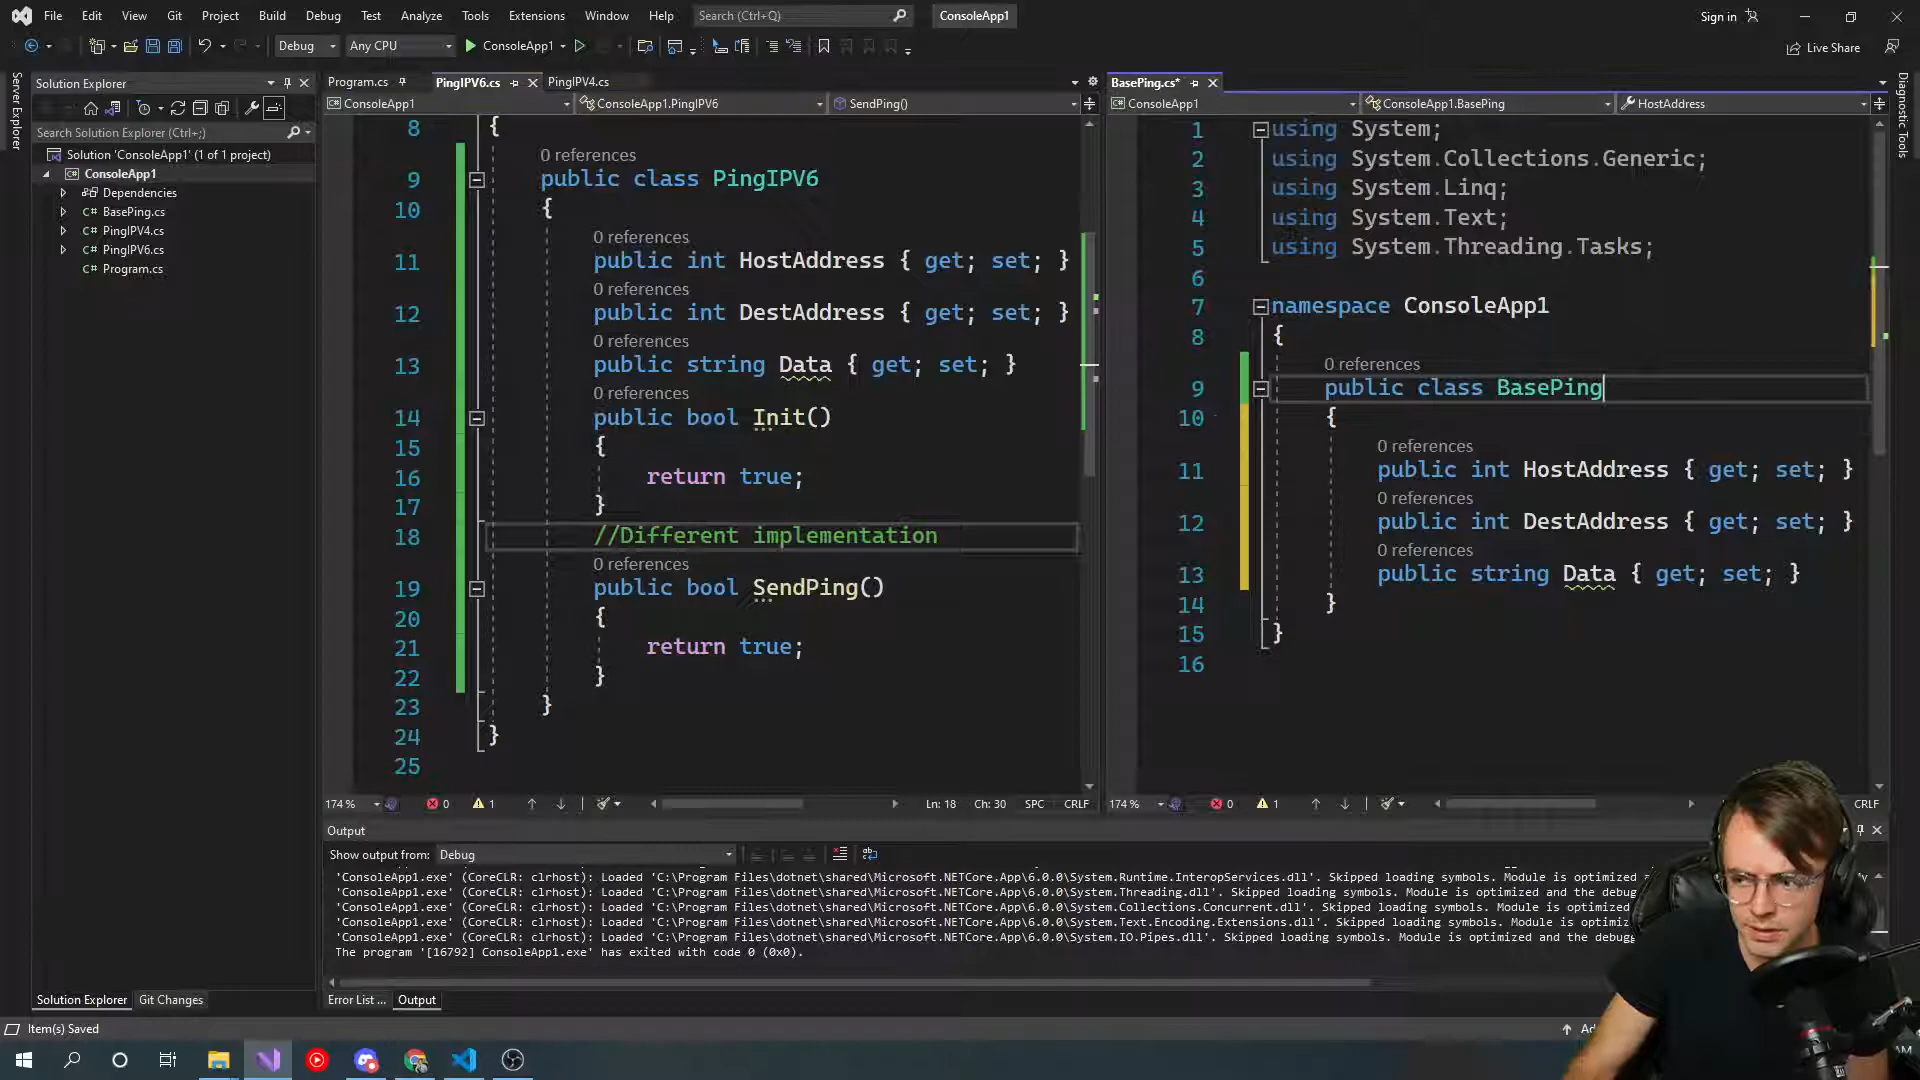 File Edit View Git Project Build Debug Test Analyze Tools Extensions Window Help Search (Ctrl+Q) ConsoleApp1 Sign in
Debug Any CPU ConsoleApp1 Live Share
Server Explorer
Solution Explorer
Search Solution Explorer (Ctrl+;)
Solution 'ConsoleApp1' (1 of 1 project)
ConsoleApp1
Dependencies
C# BasePing.cs
C# PingIPV4.cs
C# PingIPV6.cs
C# Program.cs
Solution Explorer Git Changes
Program.cs PingIPV6.cs PingIPV4.cs
ConsoleApp1 ConsoleApp1.PingIPV6 SendPing()
8 {
0 references
9 public class PingIPV6
10 {
0 references
11 public int HostAddress { get; set; }
0 references
12 public int DestAddress { get; set; }
0 references
13 public string Data { get; set; }
0 references
14 public bool Init()
15 {
16 return true;
17 }
18 //Different implementation
0 references
19 public bool SendPing()
20 {
21 return true;
22 }
23 }
24 }
25
174 % 0 1 Ln: 18 Ch: 30 SPC CRLF
BasePing.cs*
ConsoleApp1 ConsoleApp1.BasePing HostAddress
1 using System;
2 using System.Collections.Generic;
3 using System.Linq;
4 using System.Text;
5 using System.Threading.Tasks;
6
7 namespace ConsoleApp1
8 {
0 references
9 public class BasePing
10 {
0 references
11 public int HostAddress { get; set; }
0 references
12 public int DestAddress { get; set; }
0 references
13 public string Data { get; set; }
14 }
15 }
16
174 % 0 1 CRLF
Diagnostic Tools
Output
Show output from: Debug
'ConsoleApp1.exe' (CoreCLR: clrhost): Loaded 'C:\Program Files\dotnet\shared\Microsoft.NETCore.App\6.0.0\System.Runtime.InteropServices.dll'. Skipped loading symbols. Module is optimized
'ConsoleApp1.exe' (CoreCLR: clrhost): Loaded 'C:\Program Files\dotnet\shared\Microsoft.NETCore.App\6.0.0\System.Threading.dll'. Skipped loading symbols. Module is optimized and the debug
'ConsoleApp1.exe' (CoreCLR: clrhost): Loaded 'C:\Program Files\dotnet\shared\Microsoft.NETCore.App\6.0.0\System.Collections.Concurrent.dll'. Skipped loading symbols. Module is optimized
'ConsoleApp1.exe' (CoreCLR: clrhost): Loaded 'C:\Program Files\dotnet\shared\Microsoft.NETCore.App\6.0.0\System.Text.Encoding.Extensions.dll'. Skipped loading symbols. Module is optimized
'ConsoleApp1.exe' (CoreCLR: clrhost): Loaded 'C:\Program Files\dotnet\shared\Microsoft.NETCore.App\6.0.0\System.IO.Pipes.dll'. Skipped loading symbols. Module is optimized and the debugg
The program '[16792] ConsoleApp1.exe' has exited with code 0 (0x0).
Error List ... Output
Item(s) Saved